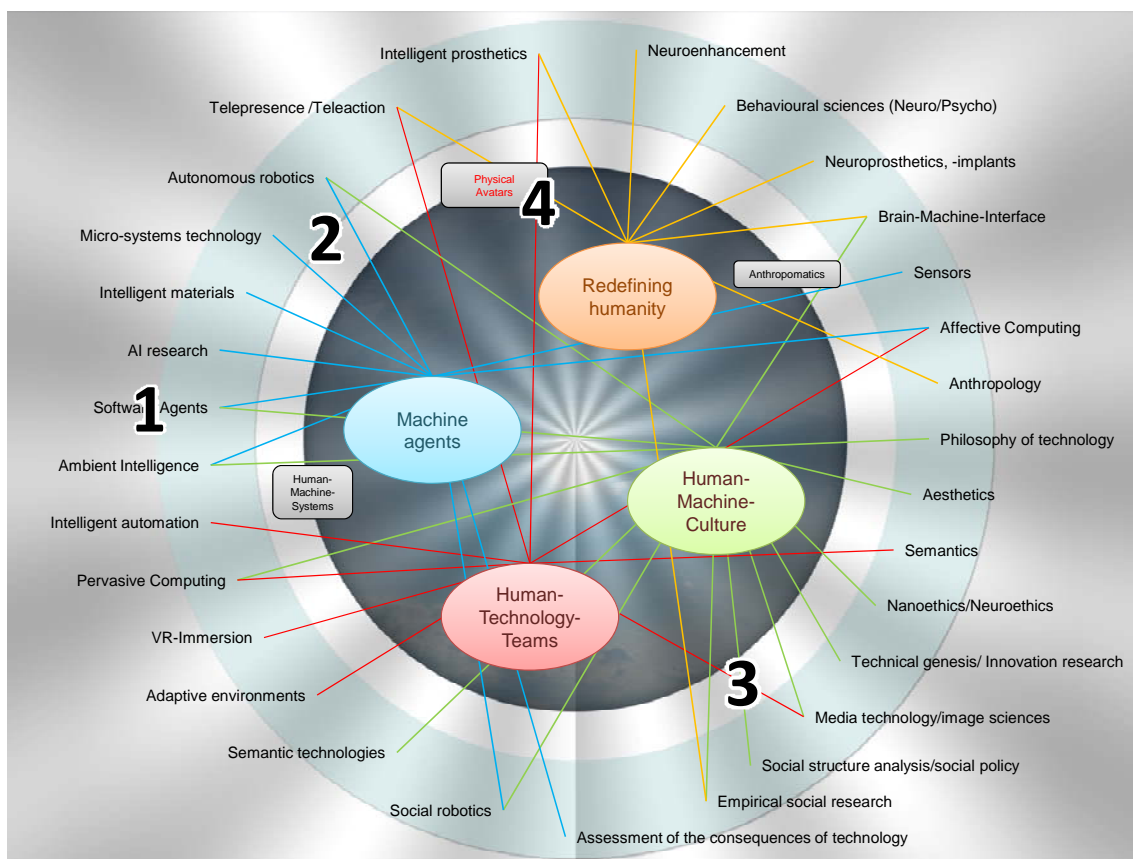 Intelligent prosthetics
Neuroenhancement
Telepresence /Teleaction
Behavioural sciences (Neuro/Psycho)
Autonomous robotics
Physical
Avatars
4
Neuroprosthetics, -implants
Micro-systems technology
2
Brain-Machine-Interface
Intelligent materials
Redefining
humanity
Anthropomatics
Sensors
AI research
Affective Computing
Software Agents
1
Machine
agents
Anthropology
Ambient Intelligence
Philosophy of technology
Human-
Machine-
Systems
Human-
Machine-
Culture
Aesthetics
Intelligent automation
Semantics
Pervasive Computing
Human-
Technology-
Teams
Nanoethics/Neuroethics
VR-Immersion
3
Technical genesis/ Innovation research
Adaptive environments
Media technology/image sciences
Semantic technologies
Social structure analysis/social policy
Social robotics
Empirical social research
Assessment of the consequences of technology